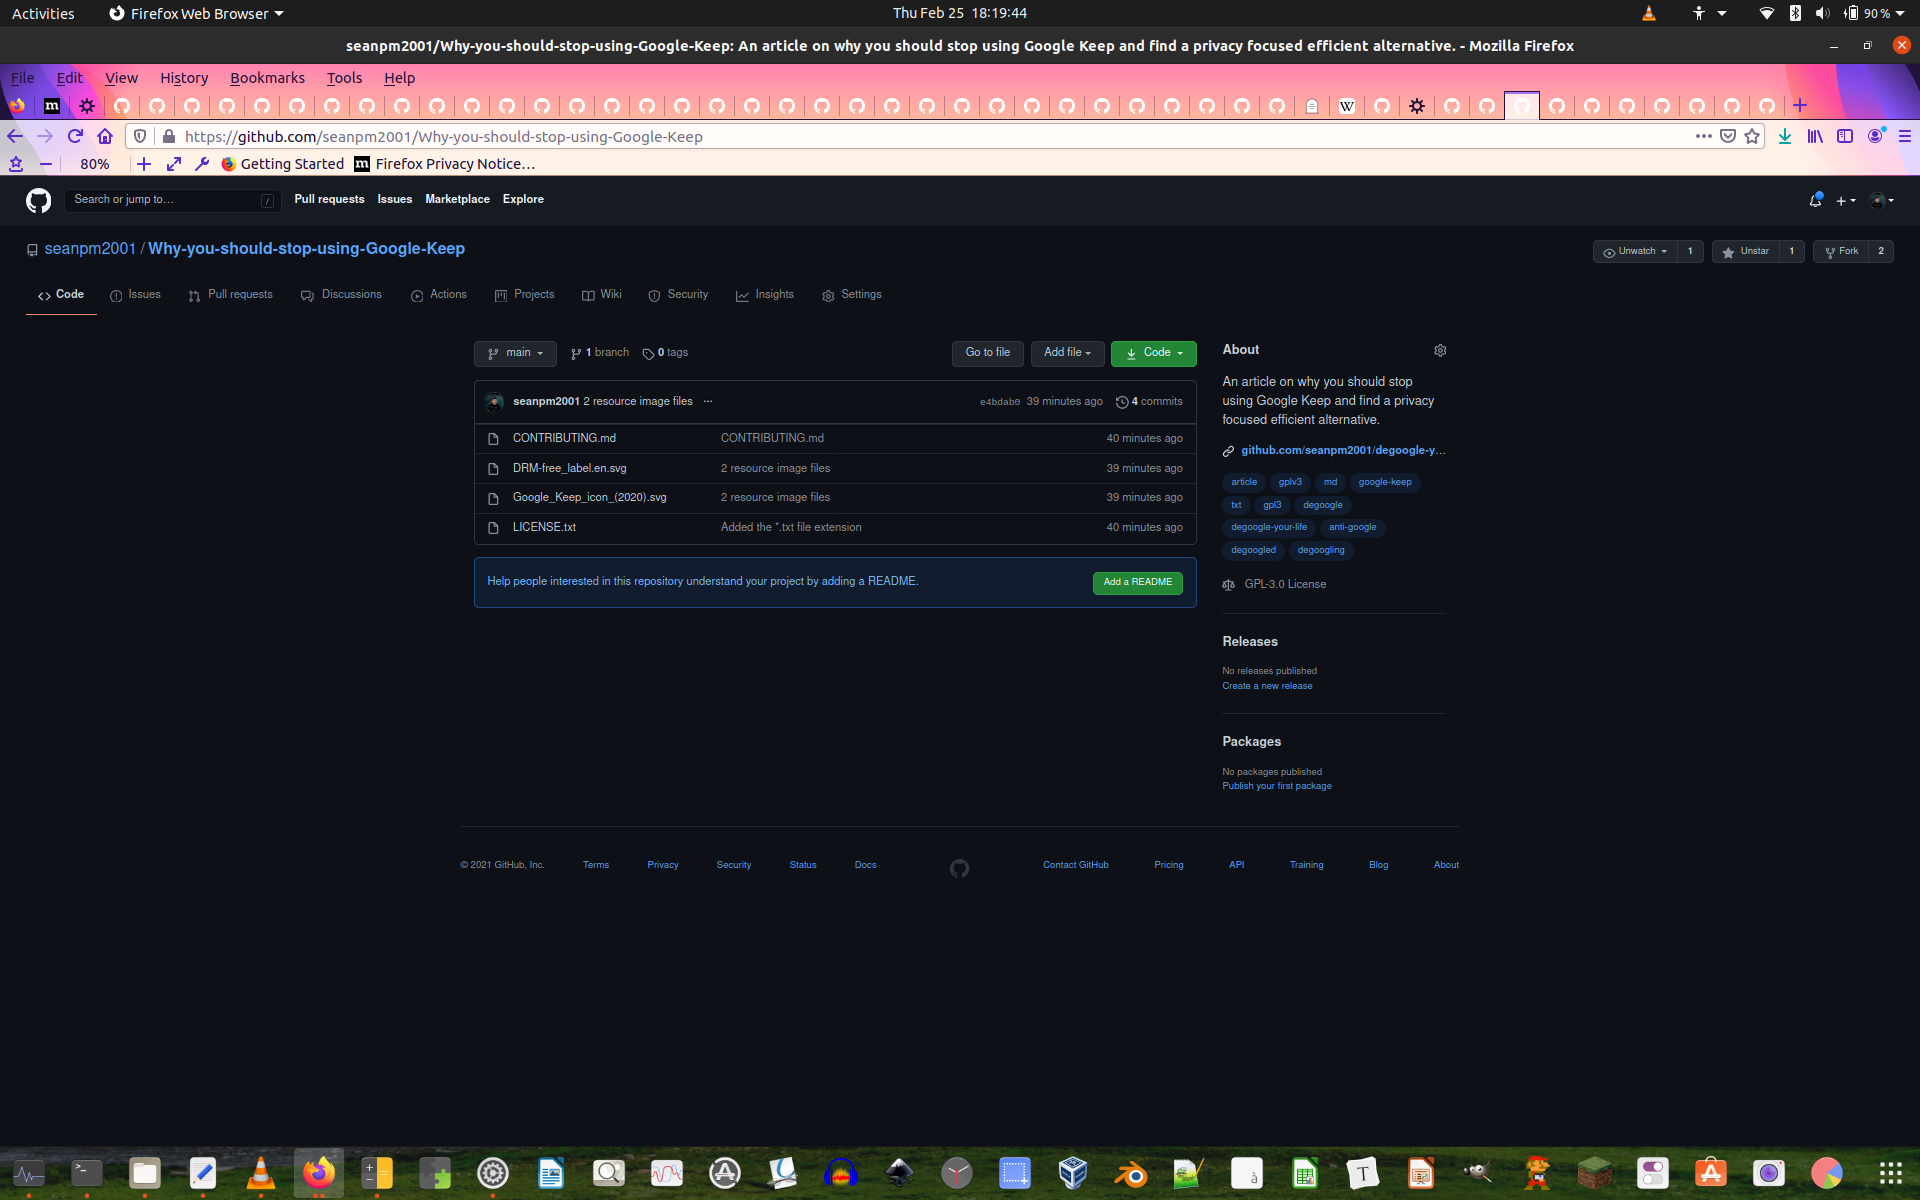 Activities
Firefox Web Browser
Thu Feb 25 18:19:44
90 %
seanpm2001/Why-you-should-stop-using-Google-Keep: An article on why you should stop using Google Keep and find a privacy focused efficient alternative. - Mozilla Firefox
File Edit View History Bookmarks Tools Help
https://github.com/seanpm2001/Why-you-should-stop-using-Google-Keep
80% Getting Started Firefox Privacy Notice…
Search or jump to… / Pull requests Issues Marketplace Explore
seanpm2001 / Why-you-should-stop-using-Google-Keep
Unwatch 1 Unstar 1 Fork 2
Code Issues Pull requests Discussions Actions Projects Wiki Security Insights Settings
main 1 branch 0 tags Go to file Add file Code
seanpm2001 2 resource image files ... e4bdab0 39 minutes ago 4 commits
CONTRIBUTING.md CONTRIBUTING.md 40 minutes ago
DRM-free_label.en.svg 2 resource image files 39 minutes ago
Google_Keep_icon_(2020).svg 2 resource image files 39 minutes ago
LICENSE.txt Added the *.txt file extension 40 minutes ago
Help people interested in this repository understand your project by adding a README. Add a README
About
An article on why you should stop
using Google Keep and find a privacy
focused efficient alternative.
github.com/seanpm2001/degoogle-y…
article gplv3 md google-keep
txt gpl3 degoogle
degoogle-your-life anti-google
degoogled degoogling
GPL-3.0 License
Releases
No releases published
Create a new release
Packages
No packages published
Publish your first package
© 2021 GitHub, Inc. Terms Privacy Security Status Docs Contact GitHub Pricing API Training Blog About